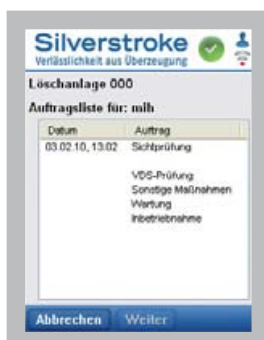 Silverstroke
Verlässlichkeit aus Überzeugung
Löschanlage 000
Auftragsliste für: mlh
Datum Auftrag
03.02.10, 13.02 Sichtprüfung
VDS-Prüfung
Sonstige Maßnahmen
Wartung
Inbetriebnahme
Abbrechen Weiter